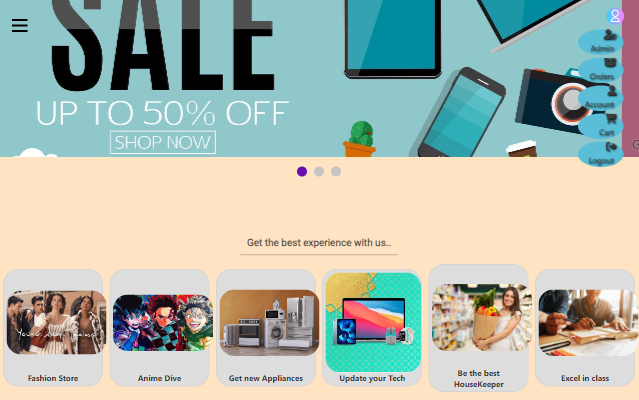 SALE
UP TO 50% OFF
SHOP NOW
Admin
Orders
Account
Cart
Logout
Get the best experience with us..
Fashion Store
Anime Dive
Get new Appliances
Update your Tech
Be the best
HouseKeeper
Excel in class